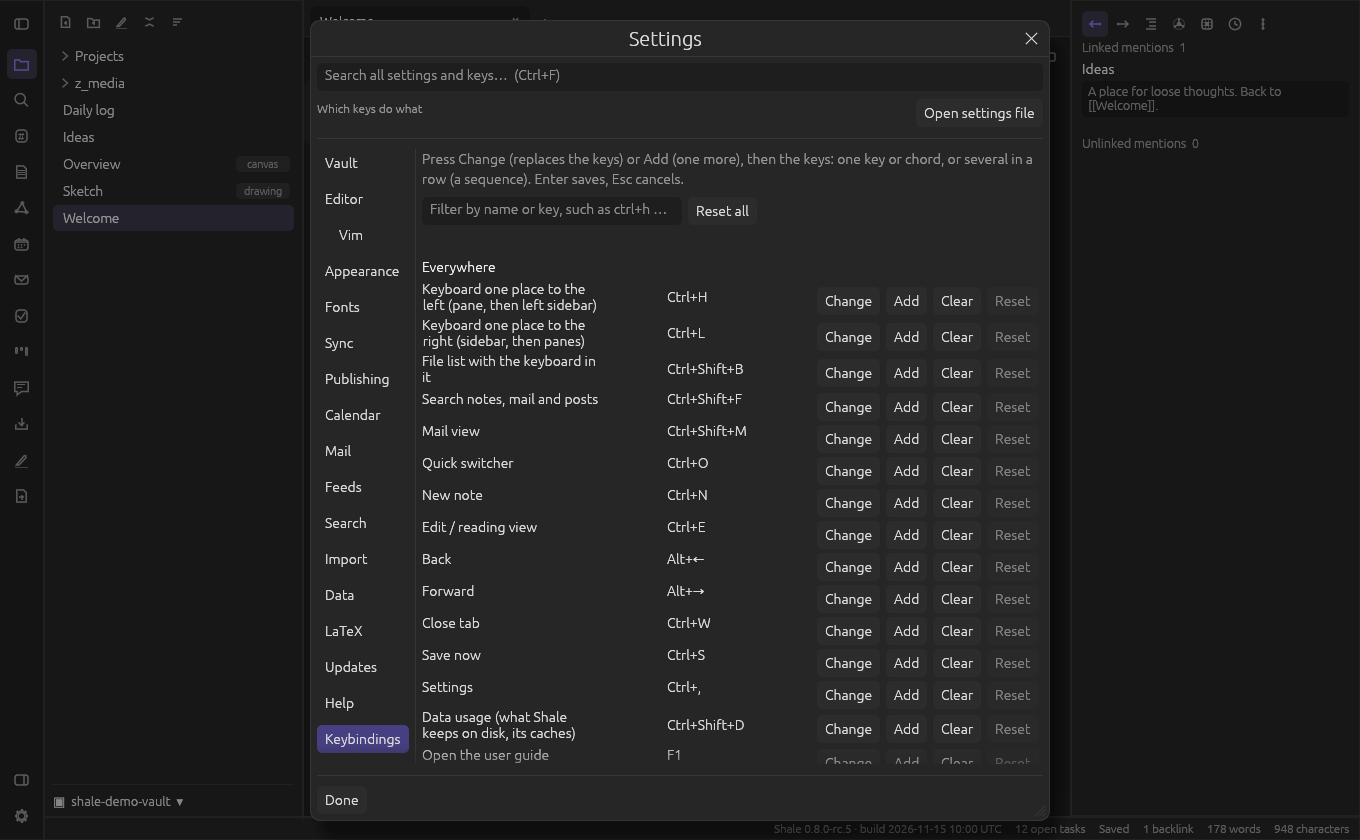 Settings
Search all settings and keys… (Ctrl+F)
Which keys do what
Open settings file
Projects
z_media
Daily log
Ideas
Overview
canvas
Sketch
drawing
Welcome
shale-demo-vault
Vault
Editor
Vim
Appearance
Fonts
Sync
Publishing
Calendar
Mail
Feeds
Search
Import
Data
LaTeX
Updates
Help
Keybindings
Press Change (replaces the keys) or Add (one more), then the keys: one key or chord, or several in a
row (a sequence). Enter saves, Esc cancels.
Filter by name or key, such as ctrl+h …
Reset all
Everywhere
Keyboard one place to the
left (pane, then left sidebar)
Ctrl+H
Change Add Clear Reset
Keyboard one place to the
right (sidebar, then panes)
Ctrl+L
Change Add Clear Reset
File list with the keyboard in
it
Ctrl+Shift+B
Change Add Clear Reset
Search notes, mail and posts
Ctrl+Shift+F
Change Add Clear Reset
Mail view
Ctrl+Shift+M
Change Add Clear Reset
Quick switcher
Ctrl+O
Change Add Clear Reset
New note
Ctrl+N
Change Add Clear Reset
Edit / reading view
Ctrl+E
Change Add Clear Reset
Back
Alt+←
Change Add Clear Reset
Forward
Alt+→
Change Add Clear Reset
Close tab
Ctrl+W
Change Add Clear Reset
Save now
Ctrl+S
Change Add Clear Reset
Settings
Ctrl+,
Change Add Clear Reset
Data usage (what Shale
keeps on disk, its caches)
Ctrl+Shift+D
Change Add Clear Reset
Open the user guide
F1
Change Add Clear Reset
Done
Linked mentions 1
Ideas
A place for loose thoughts. Back to
[[Welcome]].
Unlinked mentions 0
Shale 0.8.0-rc.5 · build 2026-11-15 10:00 UTC 12 open tasks Saved 1 backlink 178 words 948 characters